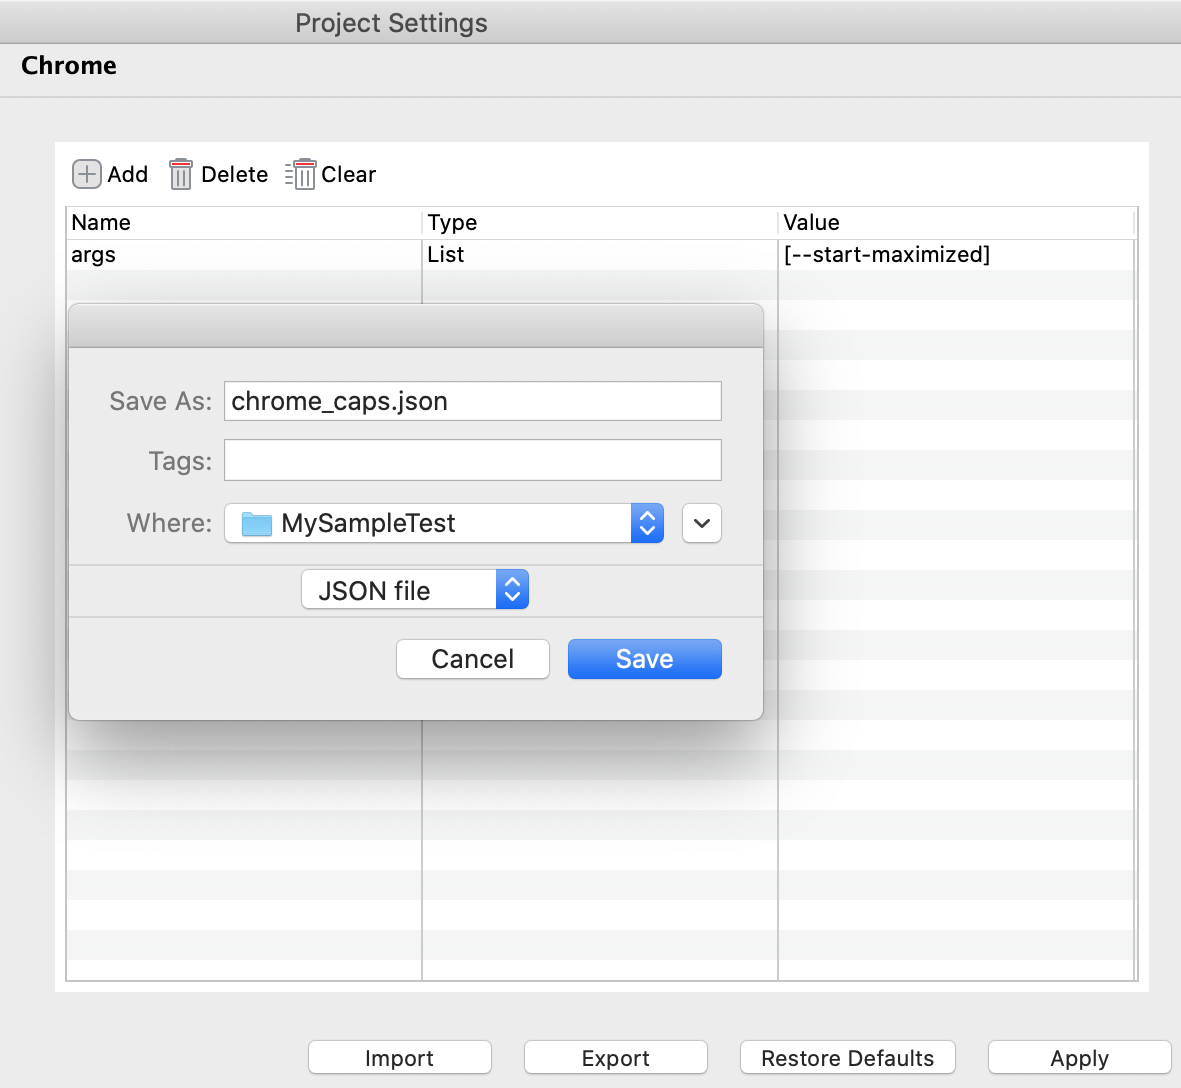 Project Settings
Chrome
Add Delete Clear
Name Type Value
args List [--start-maximized]
Save As: chrome_caps.json
Tags:
Where: MySampleTest
JSON file
Cancel Save
Import Export Restore Defaults Apply